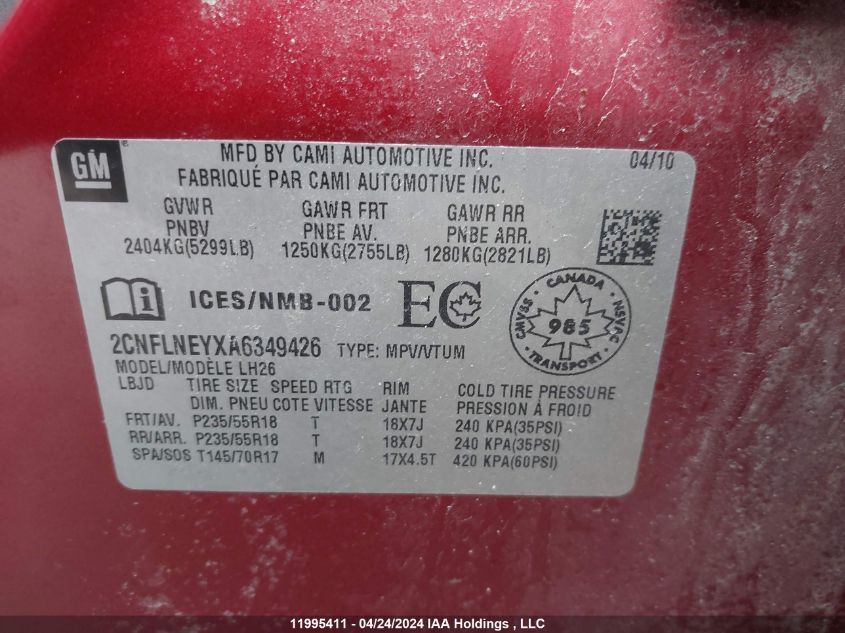 GM
MFD BY CAMI AUTOMOTIVE INC. 04/10
FABRIQUÉ PAR CAMI AUTOMOTIVE INC.
GVWR GAWR FRT GAWR RR
PNBV PNBE AV. PNBE ARR.
2404KG(5299LB) 1250KG(2755LB) 1280KG(2821LB)
i ICES/NMB-002 EC
CANADA
CMVSS 985 NSVAC
TRANSPORT
2CNFLNEYXA6349426 TYPE: MPV/VTUM
MODEL/MODÈLE LH26
LBJD TIRE SIZE SPEED RTG RIM COLD TIRE PRESSURE
DIM. PNEU COTE VITESSE JANTE PRESSION À FROID
FRT/AV. P235/55R18 T 18X7J 240 KPA(35PSI)
RR/ARR. P235/55R18 T 18X7J 240 KPA(35PSI)
SPA/SOS T145/70R17 M 17X4.5T 420 KPA(60PSI)
11995411 - 04/24/2024 IAA Holdings , LLC